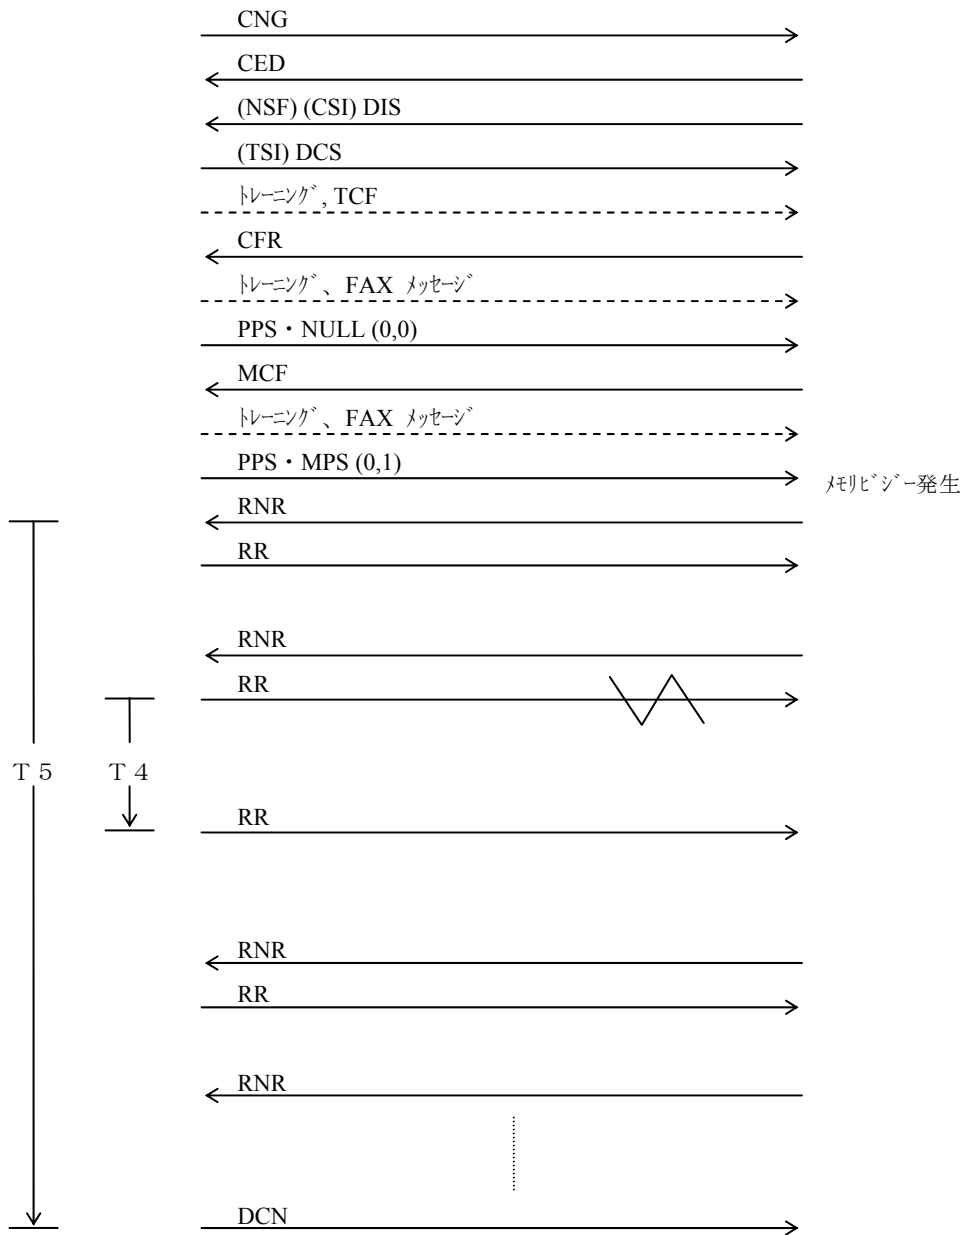 CNG
CED
(NSF) (CSI) DIS
(TSI) DCS
ﾄﾚｰﾆﾝｸﾞ, TCF
CFR
ﾄﾚｰﾆﾝｸﾞ、FAX ﾒｯｾｰｼﾞ
PPS・NULL (0,0)
MCF
ﾄﾚｰﾆﾝｸﾞ、FAX ﾒｯｾｰｼﾞ
PPS・MPS (0,1)
ﾒﾓﾘﾋﾞｼﾞｰ発生
RNR
RR
RNR
RR
Ｔ５
Ｔ４
RR
RNR
RR
RNR
DCN